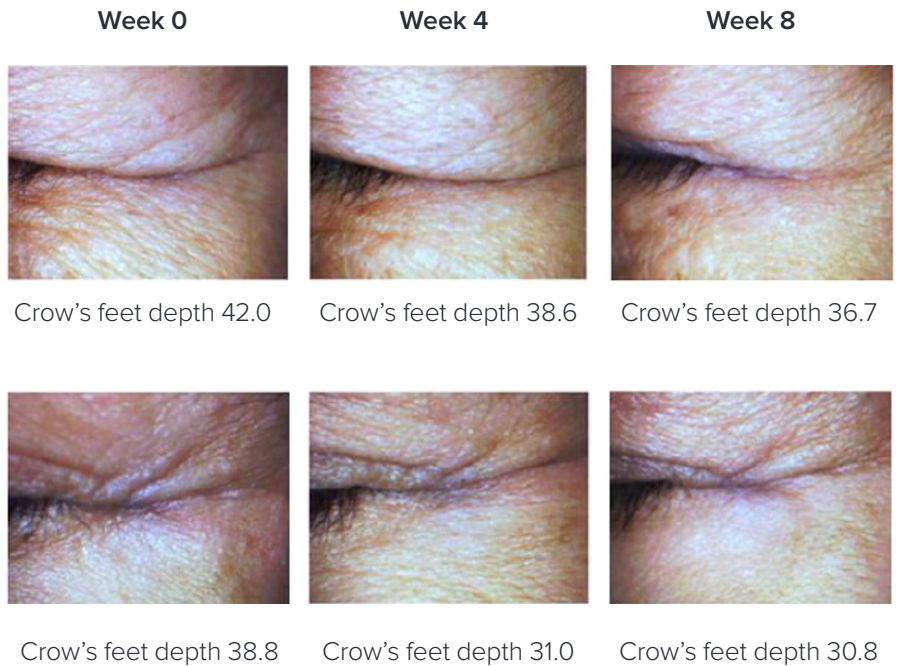 Week 0 Week 4 Week 8
Crow’s feet depth 42.0 Crow’s feet depth 38.6 Crow’s feet depth 36.7
Crow’s feet depth 38.8 Crow’s feet depth 31.0 Crow’s feet depth 30.8